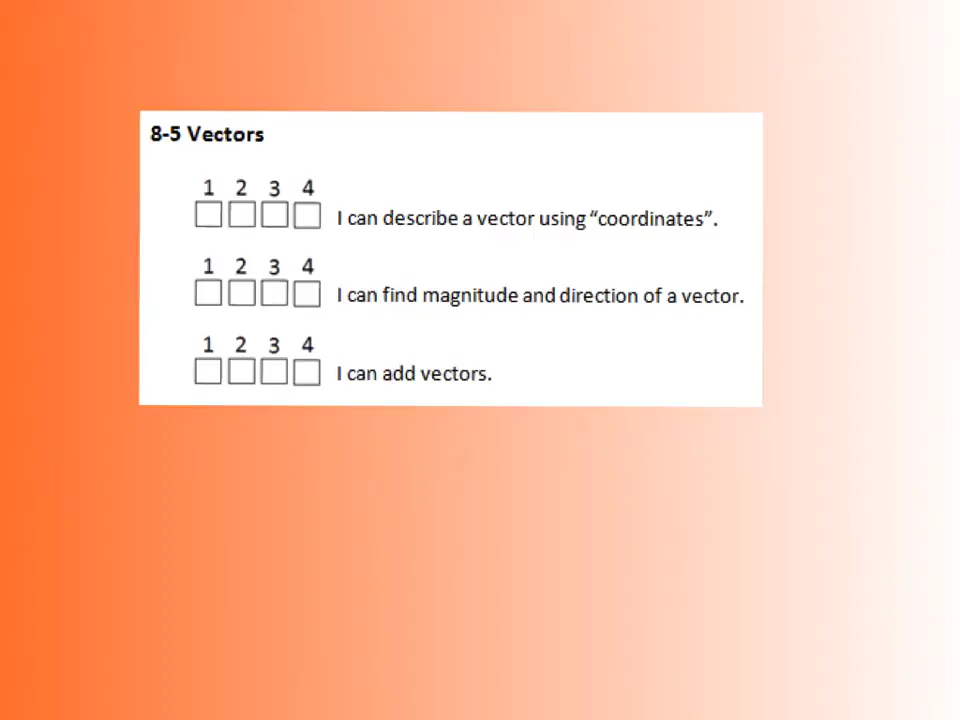 8-5 Vectors
1 2 3 4
I can describe a vector using “coordinates”.
1 2 3 4
I can find magnitude and direction of a vector.
1 2 3 4
I can add vectors.